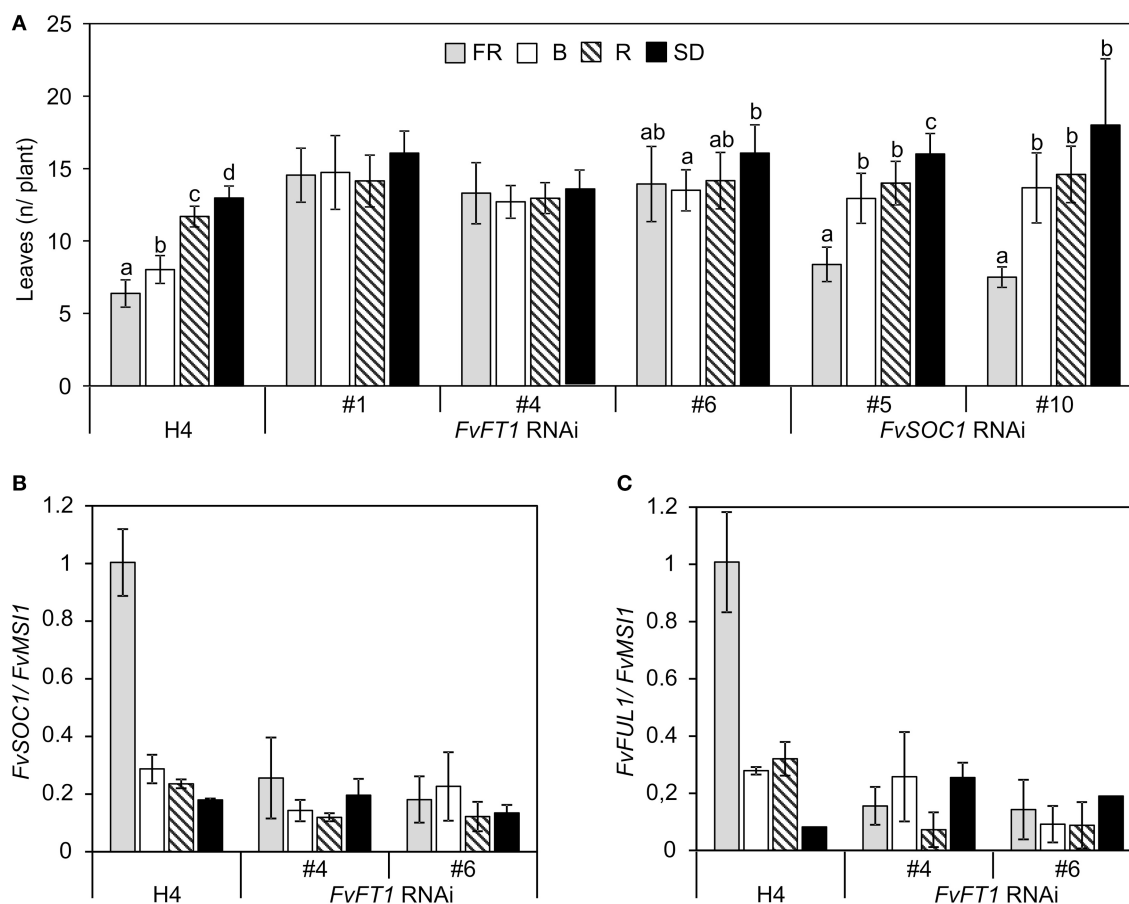 A
25
20
15
10
5
0
Leaves (n/ plant)
FR B R SD
a b c d
ab a ab b
a b b c
a b b b
#1 #4 #6 #5 #10
H4 FvFT1 RNAi FvSOC1 RNAi
B
1.2
1
0.8
0.6
0.4
0.2
0
FvSOC1/ FvMSI1
#4 #6
H4 FvFT1 RNAi
C
1.2
1
0.8
0.6
0.4
0,2
0
FvFUL1/ FvMSI1
#4 #6
H4 FvFT1 RNAi